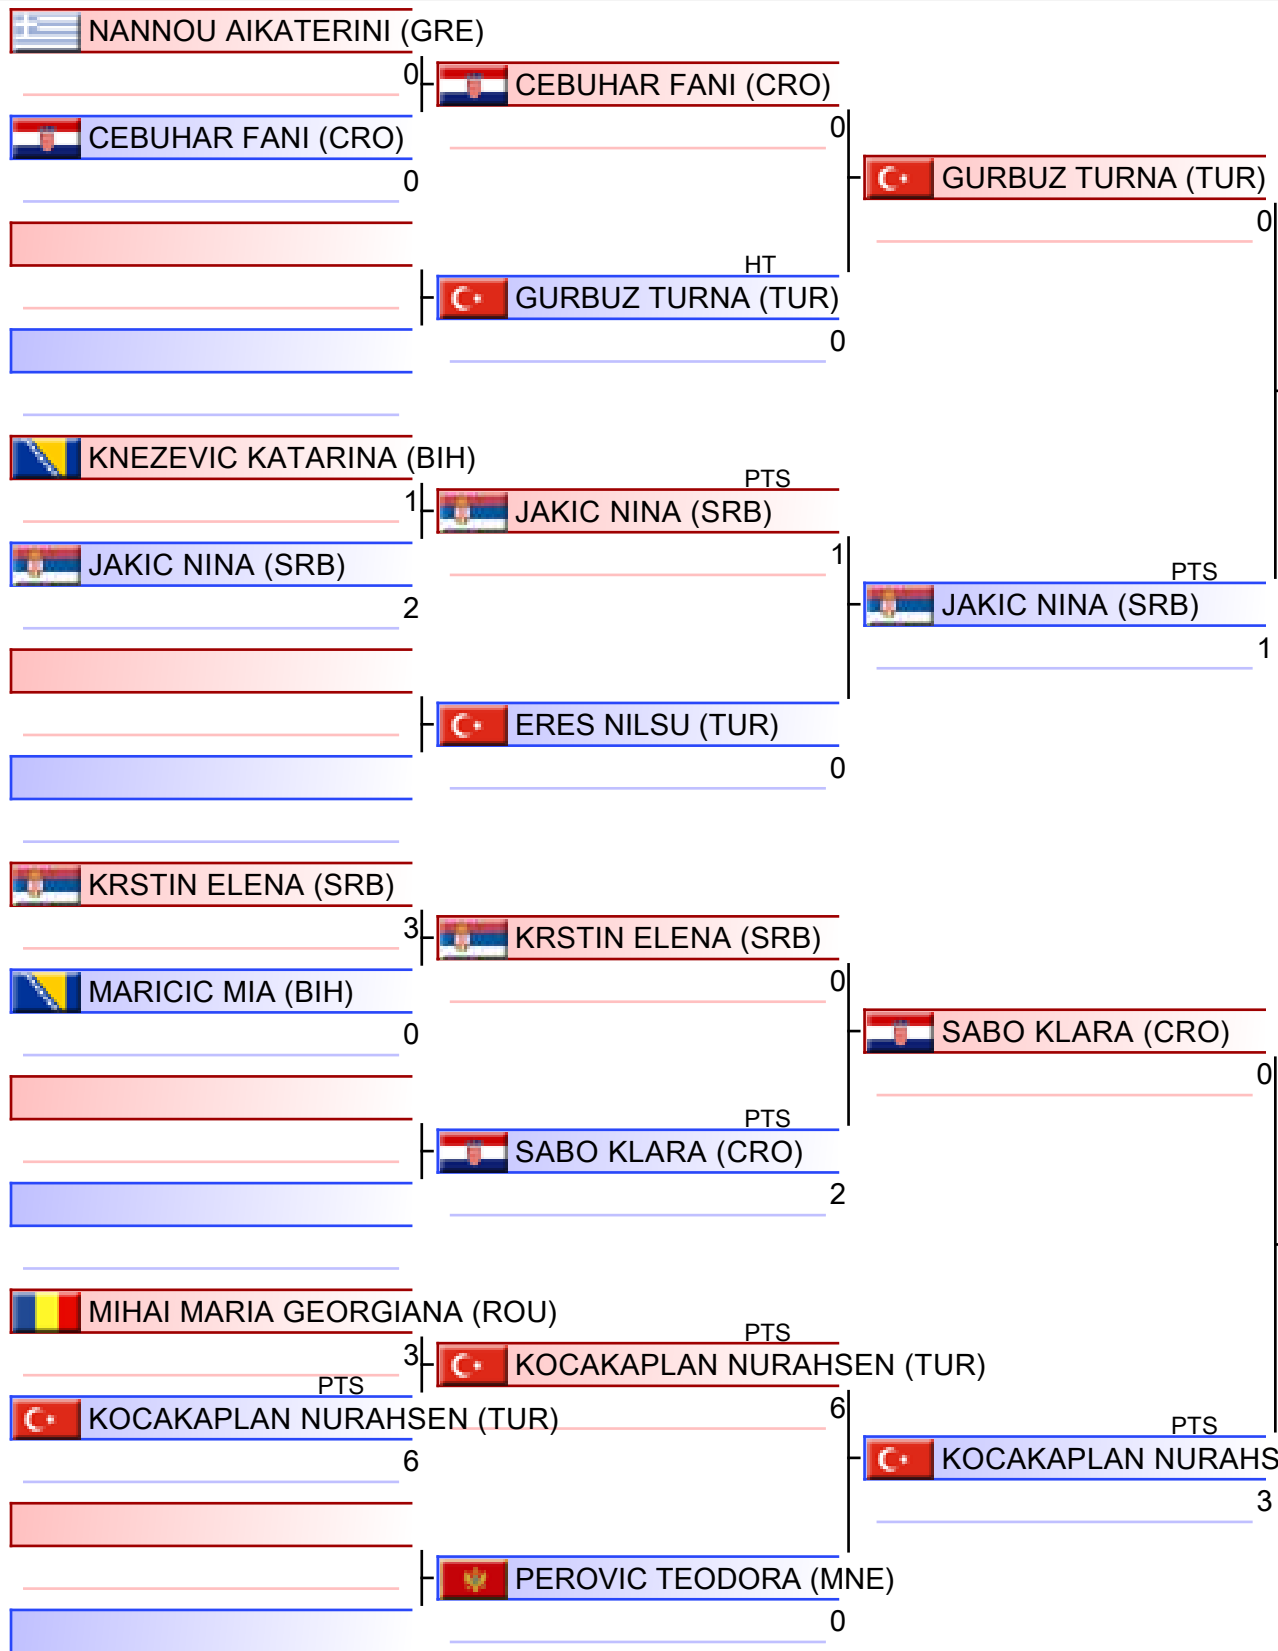 NANNOU AIKATERINI (GRE)
0
CEBUHAR FANI (CRO)
CEBUHAR FANI (CRO)
0
0
GURBUZ TURNA (TUR)
0
HT
GURBUZ TURNA (TUR)
0
KNEZEVIC KATARINA (BIH)
1
PTS
JAKIC NINA (SRB)
JAKIC NINA (SRB)
1
2
PTS
JAKIC NINA (SRB)
1
ERES NILSU (TUR)
0
KRSTIN ELENA (SRB)
3
KRSTIN ELENA (SRB)
MARICIC MIA (BIH)
0
0
SABO KLARA (CRO)
0
PTS
SABO KLARA (CRO)
2
MIHAI MARIA GEORGIANA (ROU)
3
PTS
KOCAKAPLAN NURAHSEN (TUR)
PTS
KOCAKAPLAN NURAHSEN (TUR)
6
6
PTS
KOCAKAPLAN NURAHS
3
PEROVIC TEODORA (MNE)
0